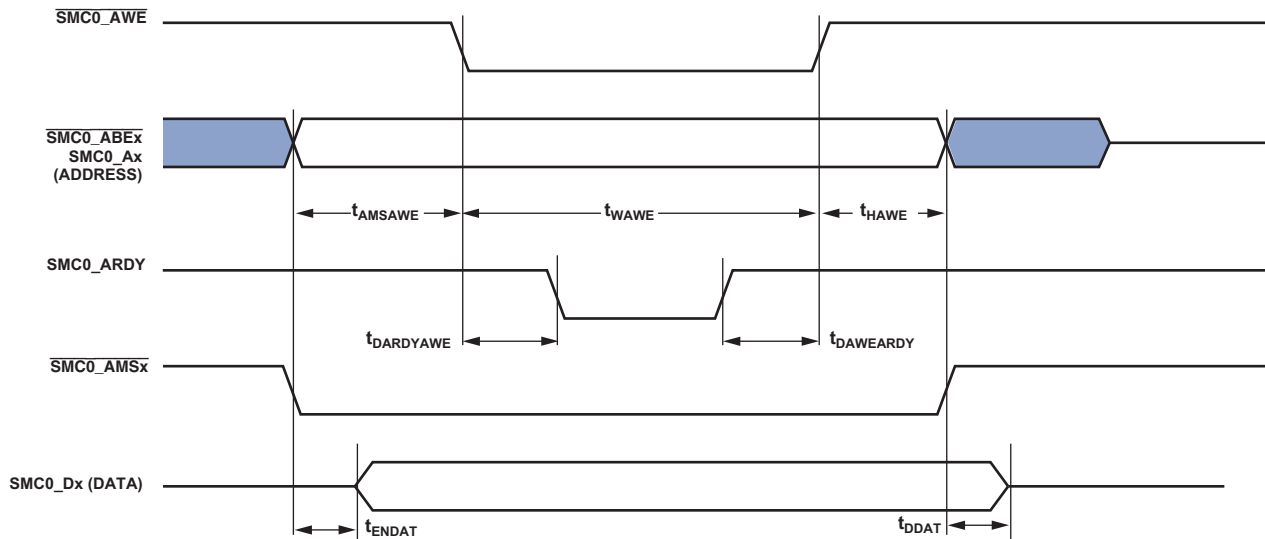 SMC0_AWE
SMC0_ABEx
SMC0_Ax
(ADDRESS)
tAMSAWE
tWAWE
tHAWE
SMC0_ARDY
tDARDYAWE
tDAWEARDY
SMC0_AMSx
SMC0_Dx (DATA)
tENDAT
tDDAT